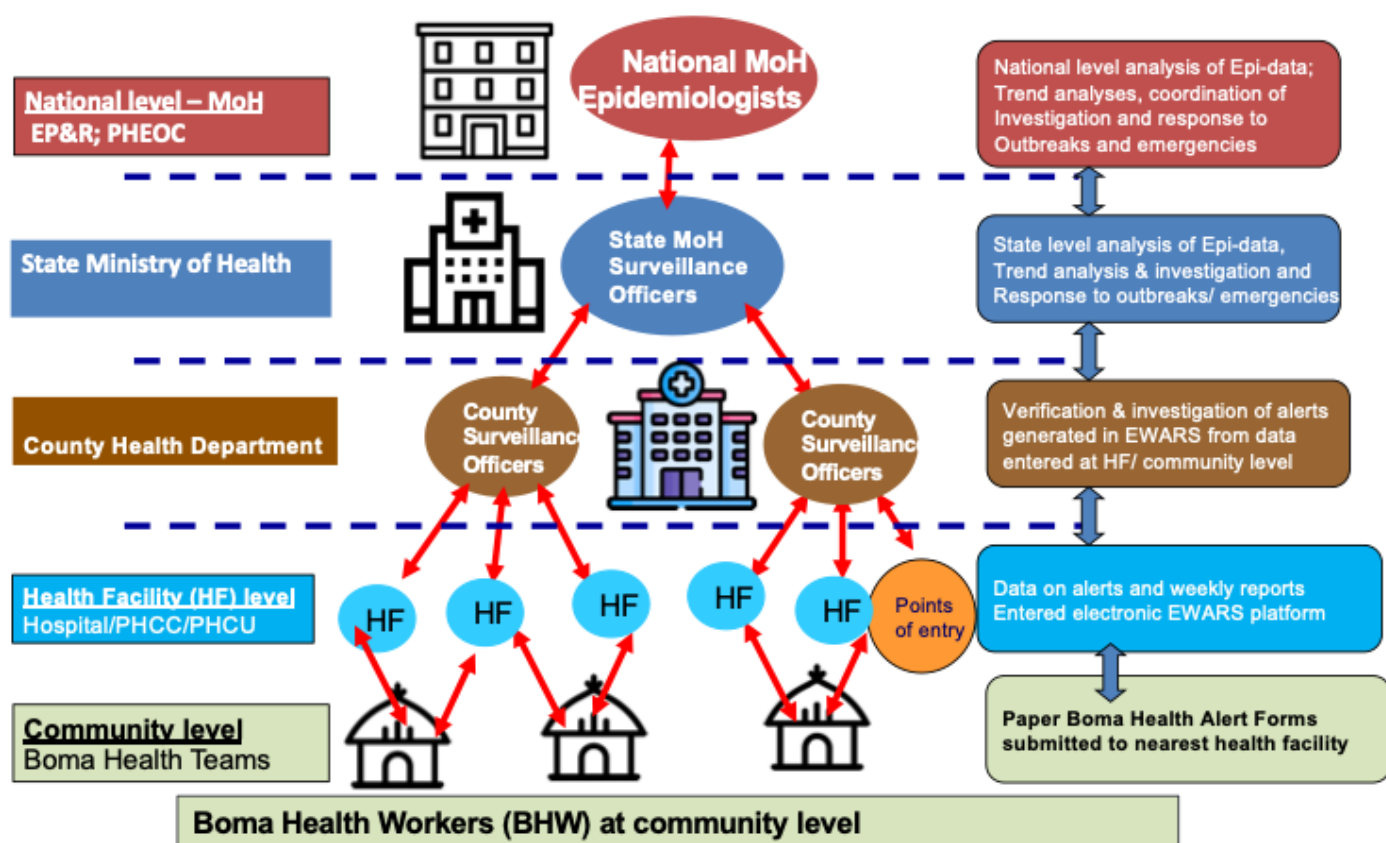 National level – MoH
EP&R; PHEOC
National MoH
Epidemiologists
National level analysis of Epi-data;
Trend analyses, coordination of
Investigation and response to
Outbreaks and emergencies
State Ministry of Health
State MoH
Surveillance
Officers
State level analysis of Epi-data,
Trend analysis & investigation and
Response to outbreaks/ emergencies
County Health Department
County
Surveillance
Officers
County
Surveillance
Officers
Verification & investigation of alerts
generated in EWARS from data
entered at HF/ community level
Health Facility (HF) level
Hospital/PHCC/PHCU
HF
HF
HF
HF
HF
Points
of entry
Data on alerts and weekly reports
Entered electronic EWARS platform
Community level
Boma Health Teams
Paper Boma Health Alert Forms
submitted to nearest health facility
Boma Health Workers (BHW) at community level